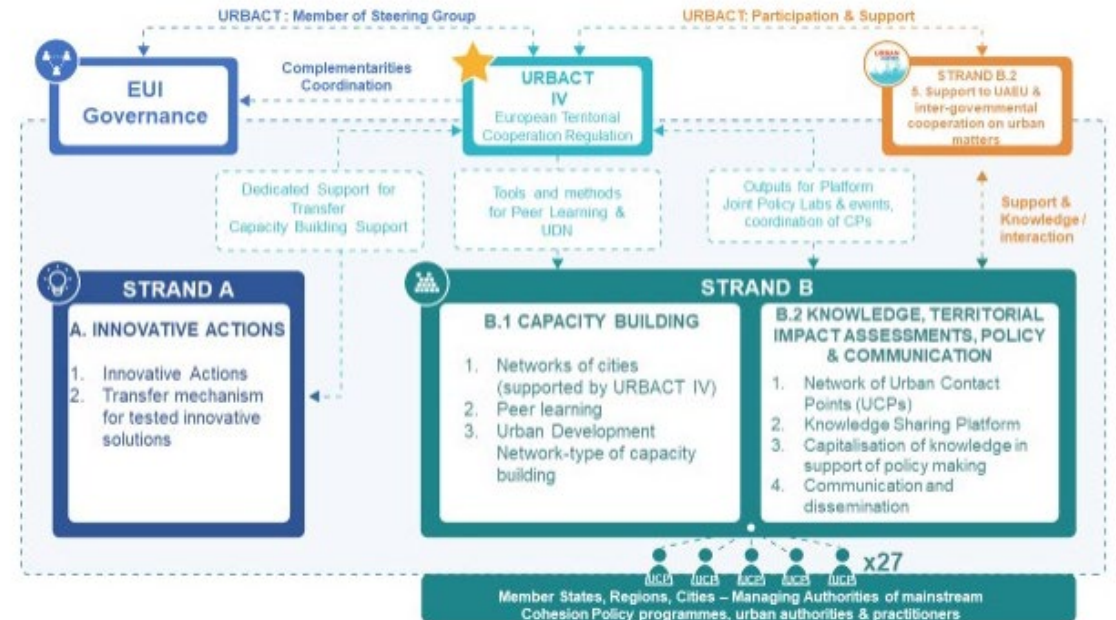 URBACT : Member of Steering Group
URBACT: Participation & Support
EUI
Governance
Complementarities
Coordination
URBACT
IV
European Territorial
Cooperation Regulation
URBAN
STRAND B.2
5. Support to UAEU &
inter-governmental
cooperation on urban
matters
Dedicated Support for
Transfer
Capacity Building Support
Tools and methods
for Peer Learning &
UDN
Outputs for Platform
Joint Policy Labs & events,
coordination of CPs
Support &
Knowledge /
interaction
STRAND A
A. INNOVATIVE ACTIONS
1. Innovative Actions
2. Transfer mechanism
for tested innovative
solutions
STRAND B
B.1 CAPACITY BUILDING
1. Networks of cities
(supported by URBACT IV)
2. Peer learning
3. Urban Development
Network-type of capacity
building
B.2 KNOWLEDGE, TERRITORIAL
IMPACT ASSESSMENTS, POLICY
& COMMUNICATION
1. Network of Urban Contact
Points (UCPs)
2. Knowledge Sharing Platform
3. Capitalisation of knowledge in
support of policy making
4. Communication and
dissemination
UCP UCP UCP UCP UCP x27
Member States, Regions, Cities – Managing Authorities of mainstream
Cohesion Policy programmes, urban authorities & practitioners